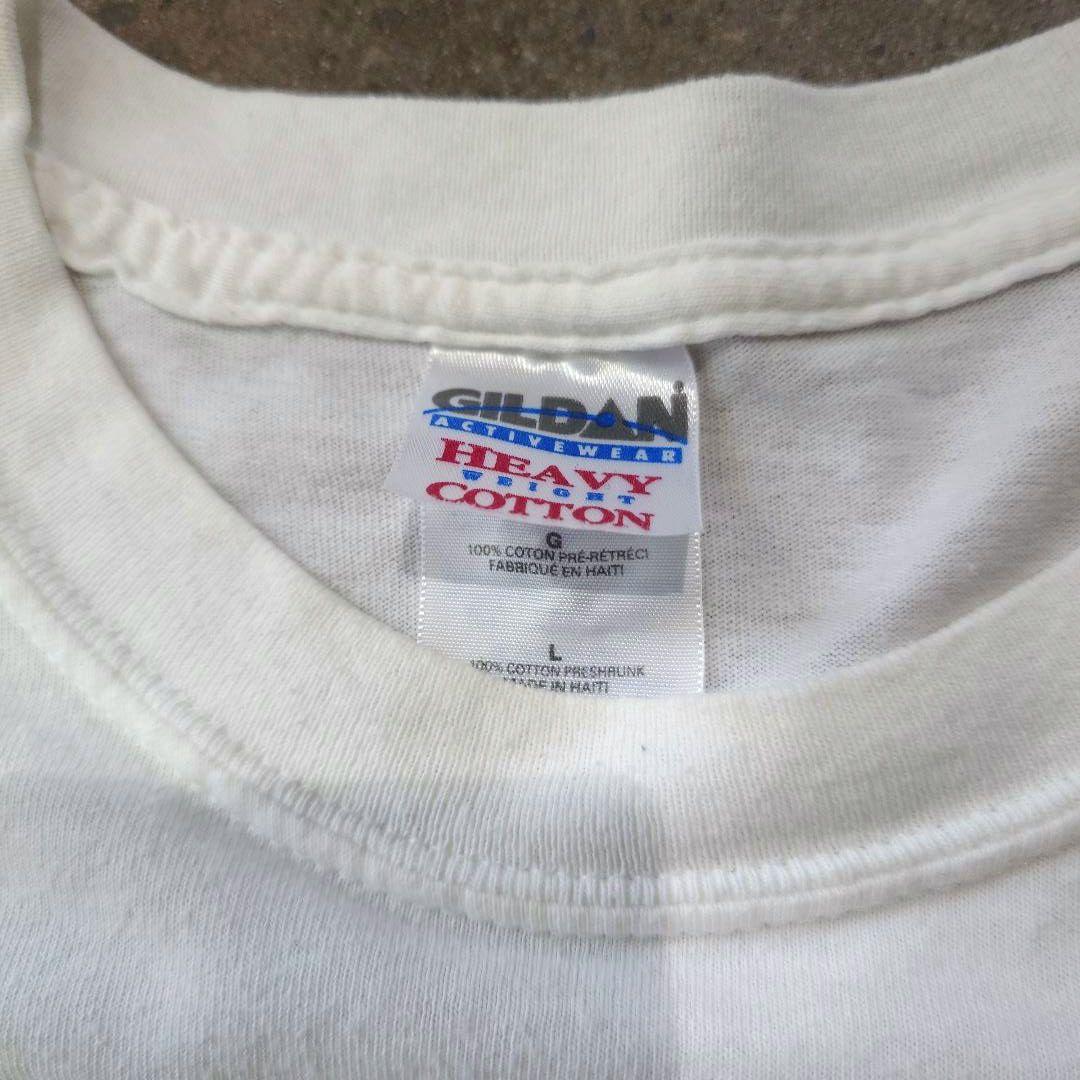 GILDAN
ACTIVEWEAR
HEAVY
WEIGHT
COTTON
G
100% COTON PRÉ-RÉTRÉCI
FABRIQUÉ EN HAITI
L
100% COTTON PRESHRUNK
MADE IN HAITI